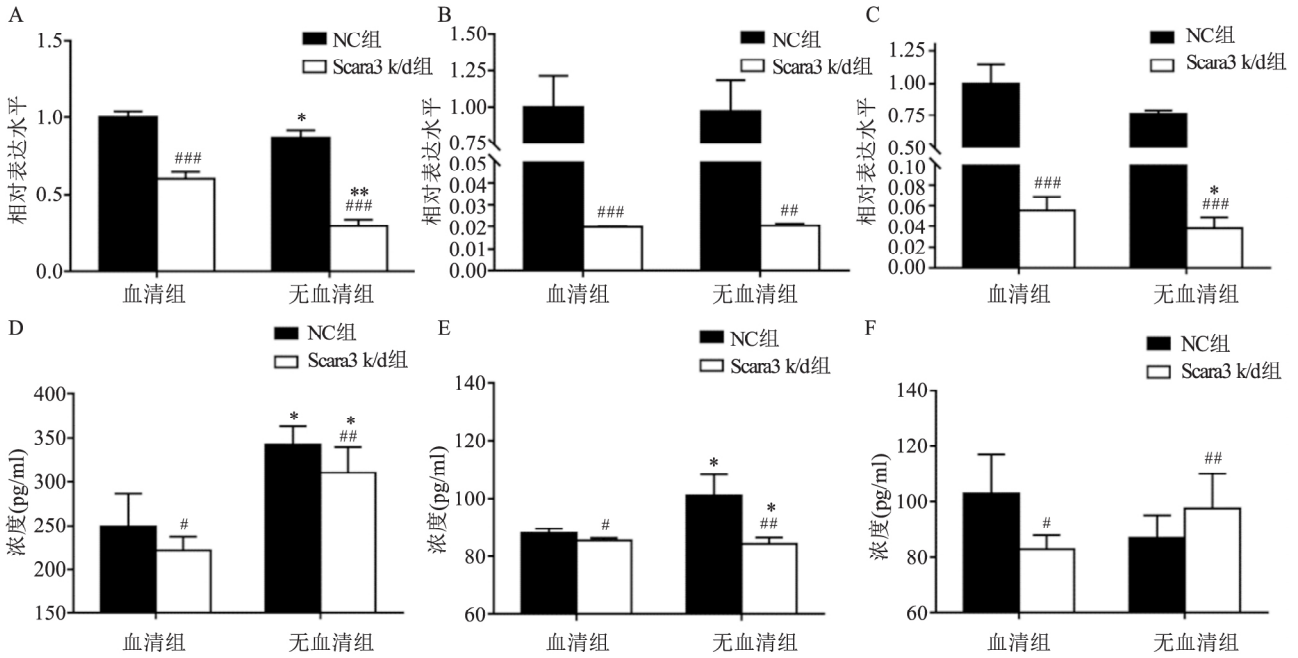 A
相对表达水平
1.5
1.0
0.5
0.0
NC组
Scara3 k/d组
###
*
**
###
血清组
无血清组
B
相对表达水平
1.50
1.25
1.00
0.75
0.05
0.04
0.03
0.02
0.01
0.00
NC组
Scara3 k/d组
###
##
血清组
无血清组
C
相对表达水平
1.25
1.00
0.75
0.50
0.10
0.08
0.06
0.04
0.02
0.00
NC组
Scara3 k/d组
###
*
###
血清组
无血清组
D
浓度(pg/ml)
400
350
300
250
200
150
NC组
Scara3 k/d组
#
*
*
##
血清组
无血清组
E
浓度(pg/ml)
140
120
100
80
60
NC组
Scara3 k/d组
#
*
*
##
血清组
无血清组
F
浓度(pg/ml)
140
120
100
80
60
NC组
Scara3 k/d组
#
##
血清组
无血清组